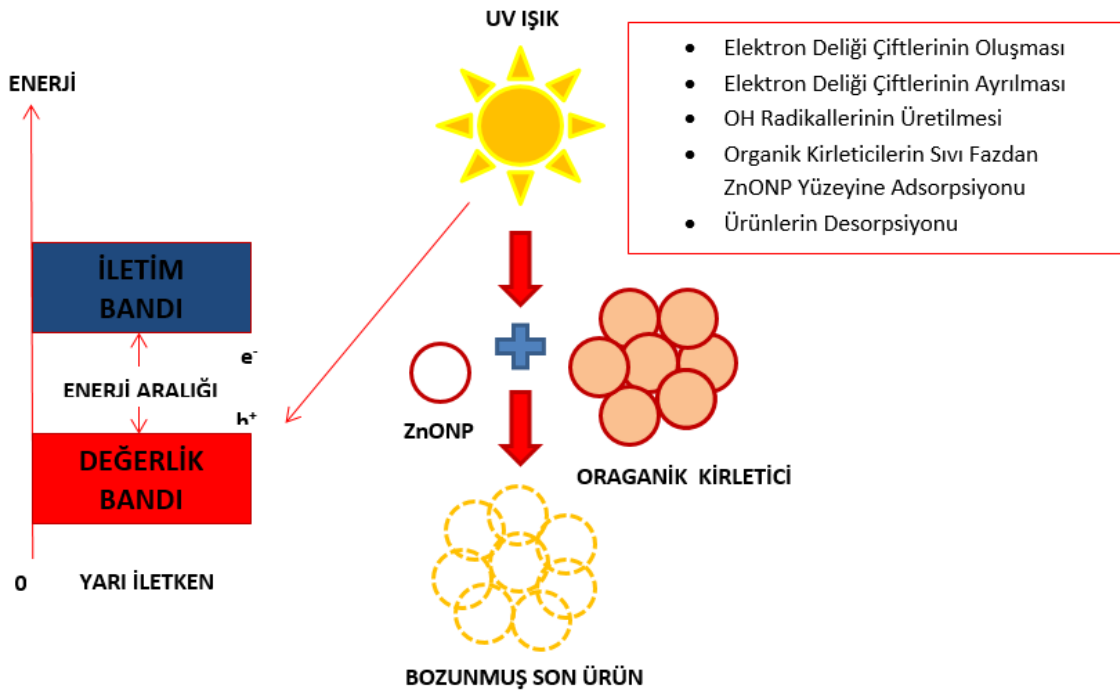 UV IŞIK
ENERJİ
• Elektron Deliği Çiftlerinin Oluşması
• Elektron Deliği Çiftlerinin Ayrılması
• OH Radikallerinin Üretilmesi
• Organik Kirleticilerin Sıvı Fazdan
ZnONP Yüzeyine Adsorpsiyonu
• Ürünlerin Desorpsiyonu
İLETİM
BANDI
e⁻
ENERJİ ARALIĞI
h⁺
DEĞERLİK
BANDI
0 YARI İLETKEN
ZnONP
ORAGANİK KİRLETİCİ
BOZUNMUŞ SON ÜRÜN